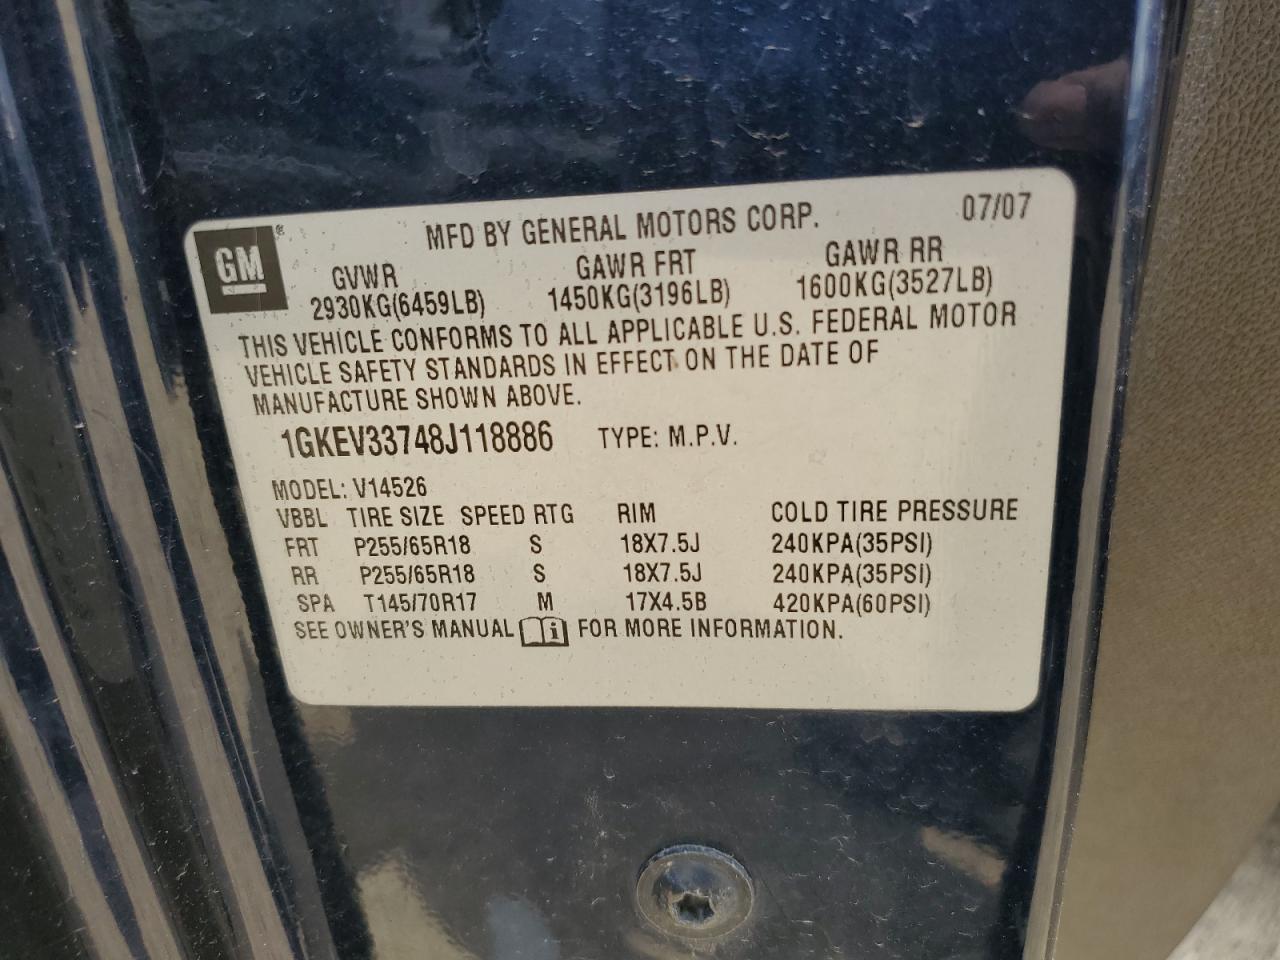 GM®
MFD BY GENERAL MOTORS CORP. 07/07
GVWR GAWR FRT GAWR RR
2930KG(6459LB) 1450KG(3196LB) 1600KG(3527LB)
THIS VEHICLE CONFORMS TO ALL APPLICABLE U.S. FEDERAL MOTOR
VEHICLE SAFETY STANDARDS IN EFFECT ON THE DATE OF
MANUFACTURE SHOWN ABOVE.
1GKEV33748J118886 TYPE: M.P.V.
MODEL: V14526
VBBL TIRE SIZE SPEED RTG RIM COLD TIRE PRESSURE
FRT P255/65R18 S 18X7.5J 240KPA(35PSI)
RR P255/65R18 S 18X7.5J 240KPA(35PSI)
SPA T145/70R17 M 17X4.5B 420KPA(60PSI)
SEE OWNER'S MANUAL i FOR MORE INFORMATION.